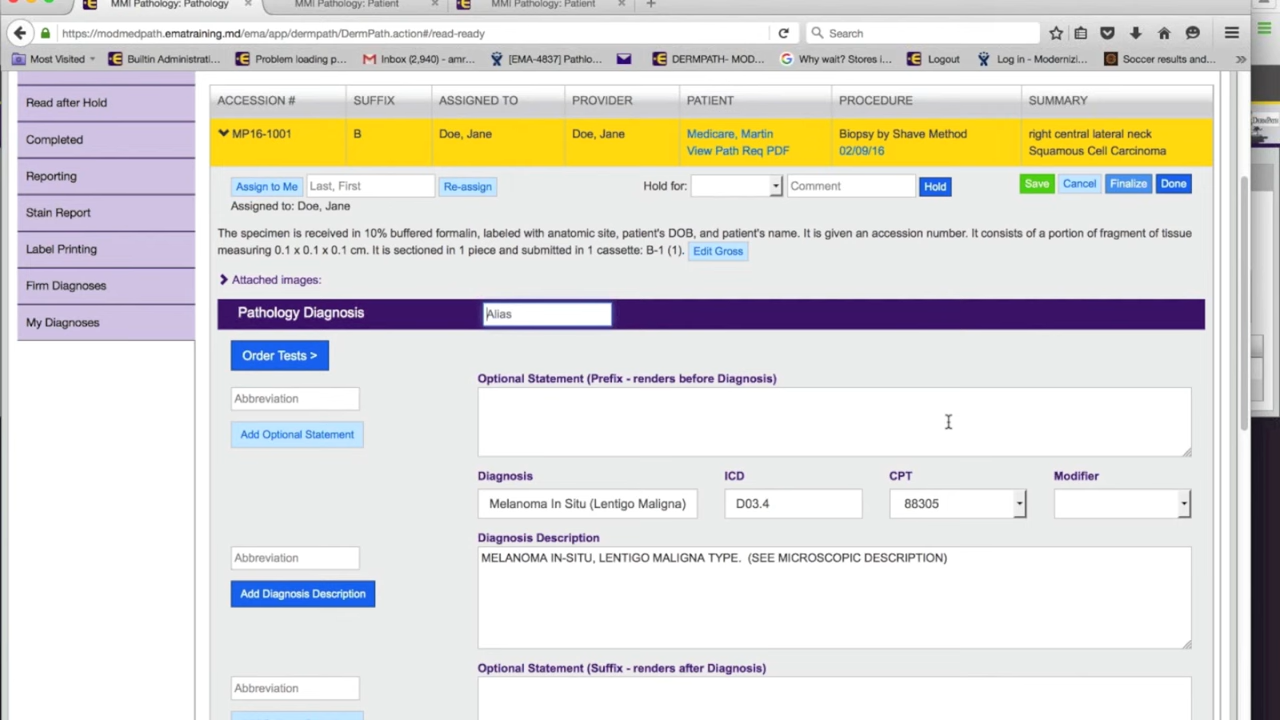 MMI Pathology: Pathology × MMI Pathology: Patient × MMI Pathology: Patient × +
https://modmedpath.ematraining.md/ema/app/dermpath/DermPath.action#/read-ready Search
Most Visited Builtin Administrati... Problem loading p... Inbox (2,940) - amr... [EMA-4837] Pathlo... DERMPATH- MOD... Why wait? Stores i... Logout Log in - Modernizi... Soccer results and... »
Read after Hold
Completed
Reporting
Stain Report
Label Printing
Firm Diagnoses
My Diagnoses
ACCESSION # SUFFIX ASSIGNED TO PROVIDER PATIENT PROCEDURE SUMMARY
MP16-1001 B Doe, Jane Doe, Jane Medicare, Martin Biopsy by Shave Method right central lateral neck
View Path Req PDF 02/09/16 Squamous Cell Carcinoma
Assign to Me Last, First Re-assign Hold for: Comment Hold Save Cancel Finalize Done
Assigned to: Doe, Jane
The specimen is received in 10% buffered formalin, labeled with anatomic site, patient's DOB, and patient's name. It is given an accession number. It consists of a portion of fragment of tissue
measuring 0.1 x 0.1 x 0.1 cm. It is sectioned in 1 piece and submitted in 1 cassette: B-1 (1). Edit Gross
Attached images:
Pathology Diagnosis Alias
Order Tests >
Optional Statement (Prefix - renders before Diagnosis)
Abbreviation
Add Optional Statement
Diagnosis ICD CPT Modifier
Melanoma In Situ (Lentigo Maligna) D03.4 88305
Diagnosis Description
Abbreviation
MELANOMA IN-SITU, LENTIGO MALIGNA TYPE. (SEE MICROSCOPIC DESCRIPTION)
Add Diagnosis Description
Optional Statement (Suffix - renders after Diagnosis)
Abbreviation